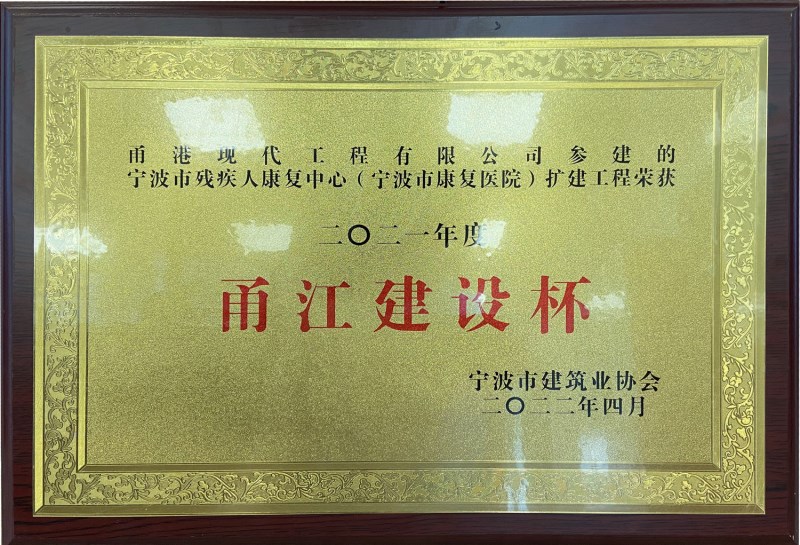 甬港现代工程有限公司参建的
宁波市残疾人康复中心（宁波市康复医院）扩建工程荣获
二〇二一年度
甬江建设杯
宁波市建筑业协会
二〇二二年四月